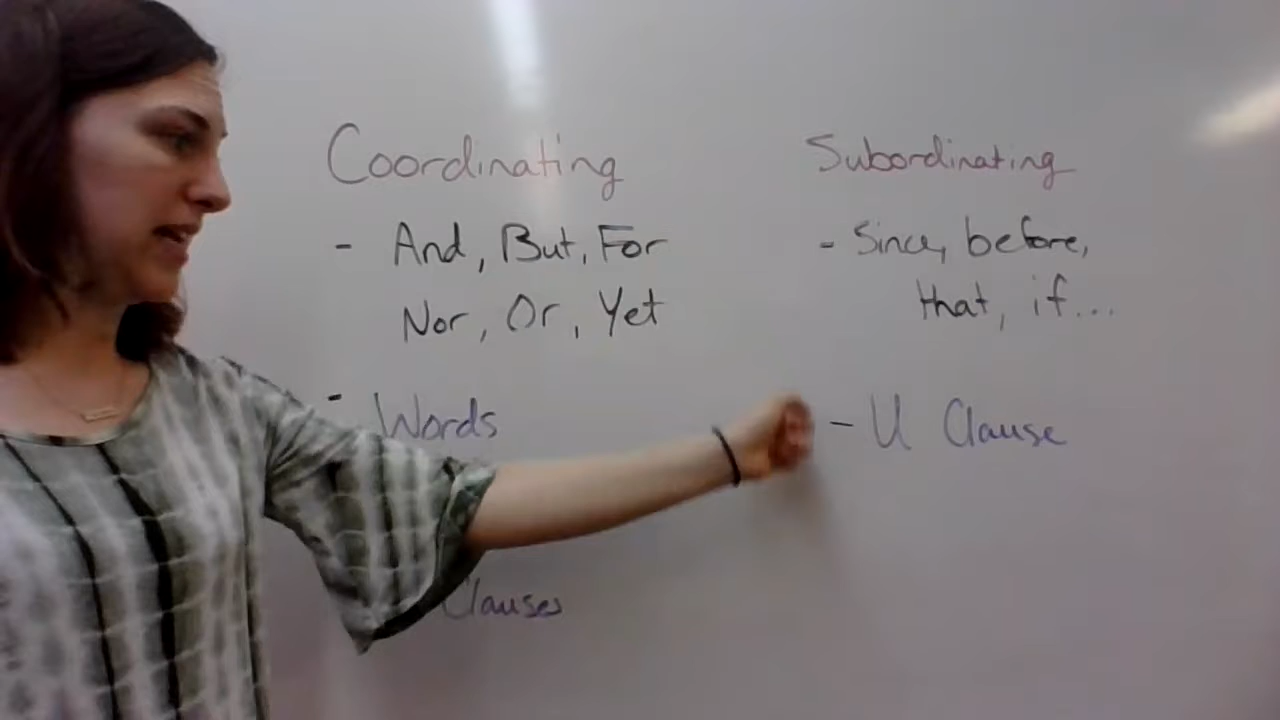 Coordinating
- And, But, For
Nor, Or, Yet
- Words
Clauses
Subordinating
- Since, before,
that, if...
- U Clause